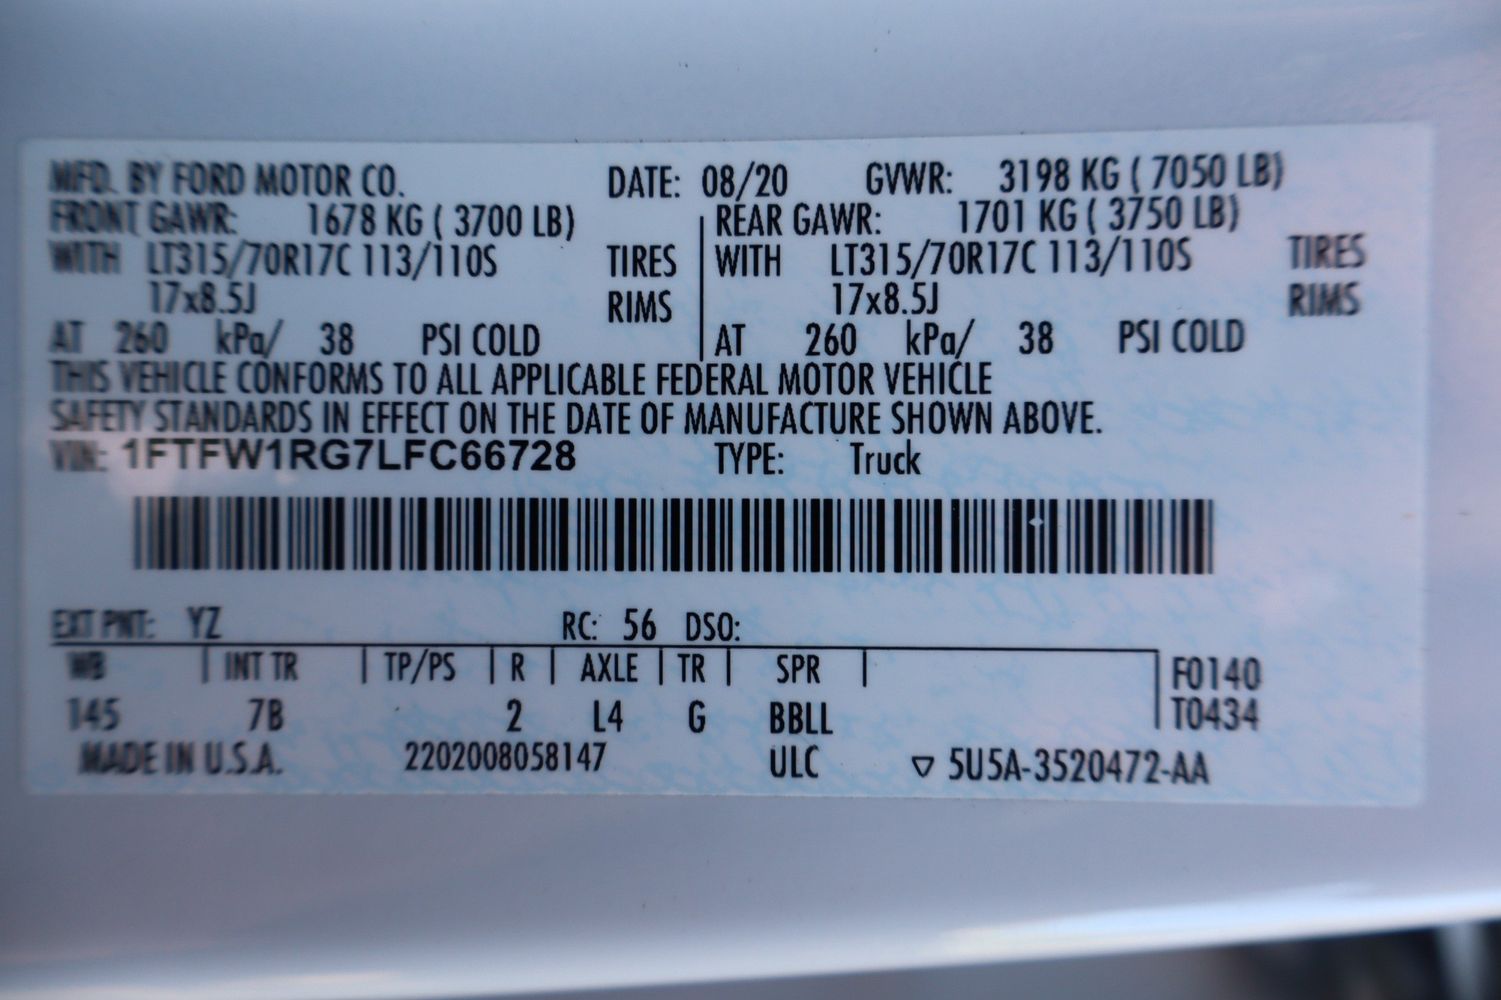 MFD. BY FORD MOTOR CO. DATE: 08/20 GVWR: 3198 KG ( 7050 LB)
FRONT GAWR: 1678 KG ( 3700 LB) REAR GAWR: 1701 KG ( 3750 LB)
WITH LT315/70R17C 113/110S TIRES WITH LT315/70R17C 113/110S TIRES
17x8.5J RIMS 17x8.5J RIMS
AT 260 kPa/ 38 PSI COLD AT 260 kPa/ 38 PSI COLD
THIS VEHICLE CONFORMS TO ALL APPLICABLE FEDERAL MOTOR VEHICLE
SAFETY STANDARDS IN EFFECT ON THE DATE OF MANUFACTURE SHOWN ABOVE.
VIN: 1FTFW1RG7LFC66728 TYPE: Truck
EXT PNT: YZ RC: 56 DSO:
WB INT TR TP/PS R AXLE TR SPR F0140
145 7B 2 L4 G BBLL T0434
MADE IN U.S.A. 2202008058147 ULC ▽ 5U5A-3520472-AA